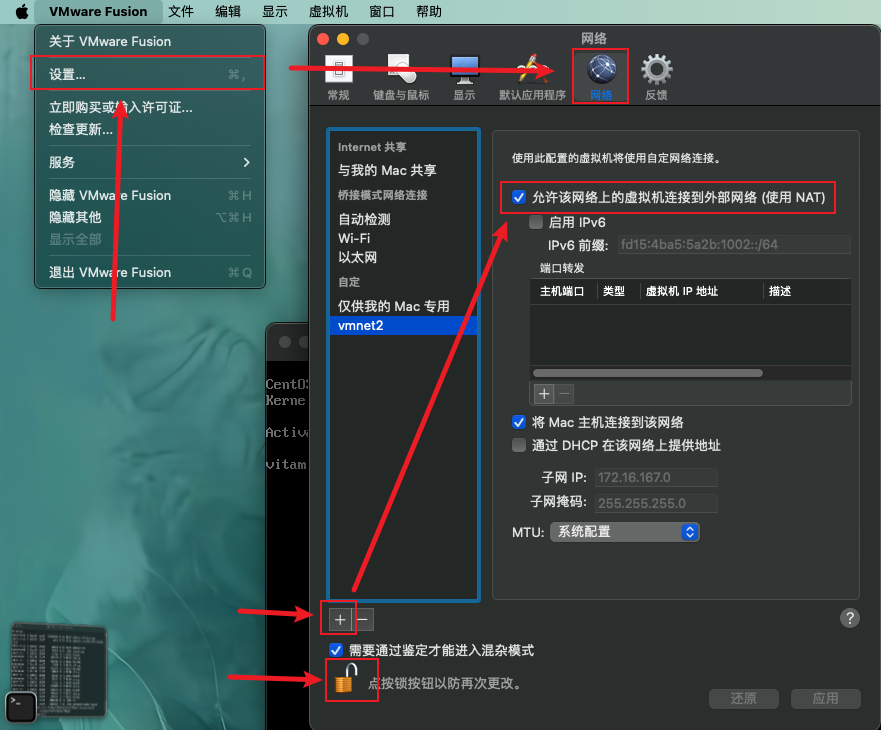 VMware Fusion 文件 编辑 显示 虚拟机 窗口 帮助
关于 VMware Fusion
设置... ⌘ ,
立即购买或输入许可证...
检查更新...
服务
隐藏 VMware Fusion ⌘ H
隐藏其他 ⌥ ⌘ H
显示全部
退出 VMware Fusion ⌘ Q
网络
常规 键盘与鼠标 显示 默认应用程序 网络 反馈
Internet 共享
与我的 Mac 共享
桥接模式网络连接
自动检测
Wi-Fi
以太网
自定
仅供我的 Mac 专用
vmnet2
使用此配置的虚拟机将使用自定网络连接。
允许该网络上的虚拟机连接到外部网络 (使用 NAT)
启用 IPv6
IPv6 前缀: fd15:4ba5:5a2b:1002::/64
端口转发
主机端口 类型 虚拟机 IP 地址 描述
+ −
将 Mac 主机连接到该网络
通过 DHCP 在该网络上提供地址
子网 IP: 172.16.167.0
子网掩码: 255.255.255.0
MTU: 系统配置
+ −
?
需要通过鉴定才能进入混杂模式
点按锁按钮以防再次更改。
还原 应用
CentOS
Kerne
Activa
vitam